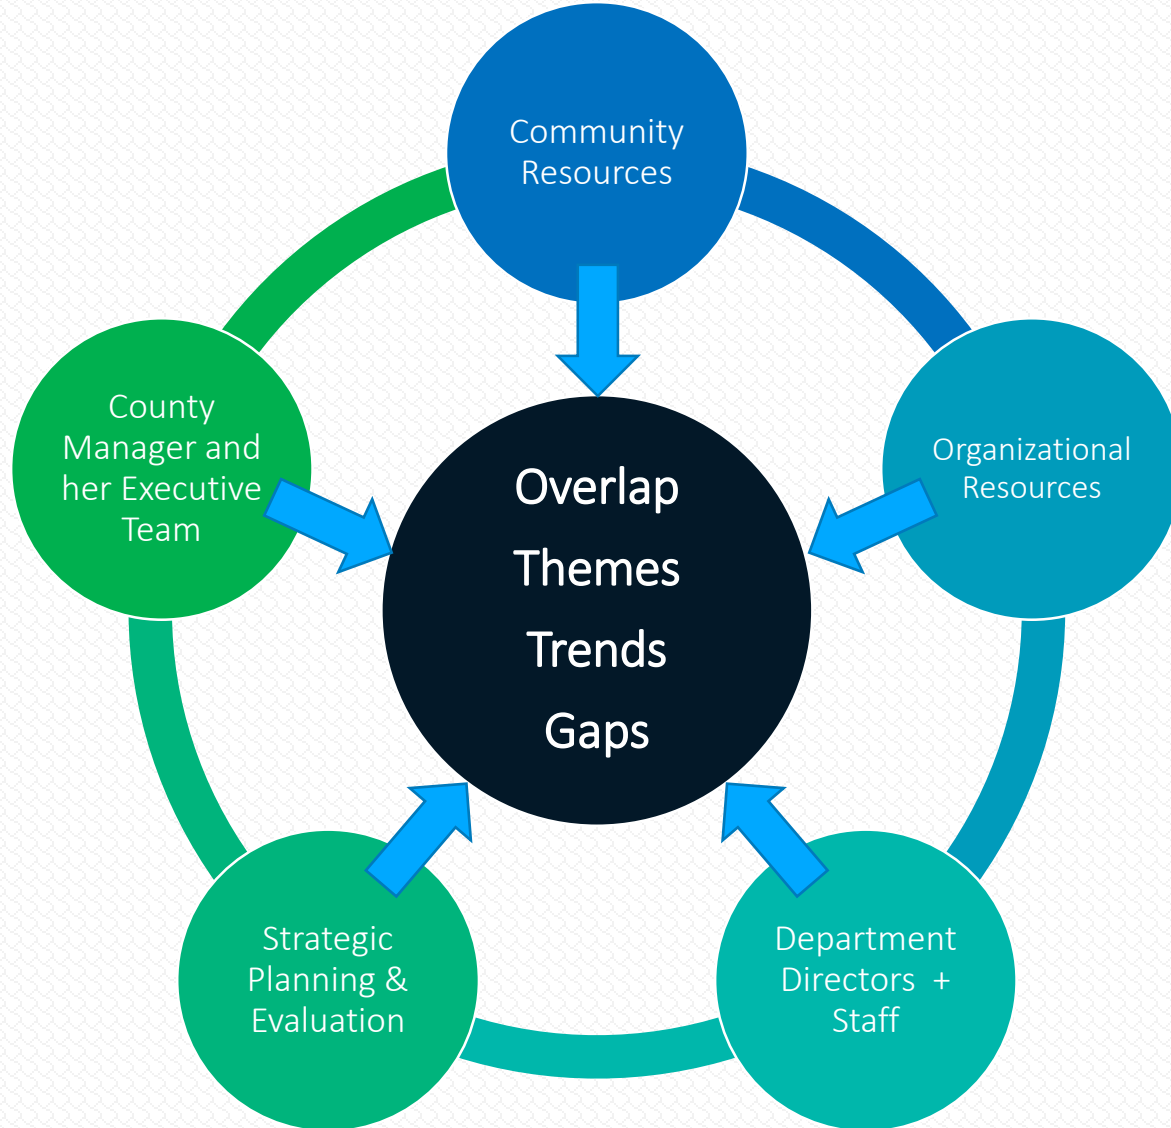 Community
Resources
Organizational
Resources
Department
Directors  +
Staff
Strategic
Planning &
Evaluation
County
Manager and
her Executive
Team
Overlap
Themes
Trends
Gaps